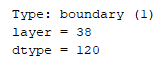 Type: boundary (1)
layer = 38
dtype = 120